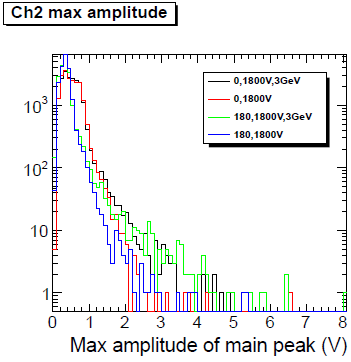 Ch2 max amplitude
0,1800V,3GeV
0,1800V
180,1800V,3GeV
180,1800V
10³
10²
10
1
0 1 2 3 4 5 6 7 8
Max amplitude of main peak (V)